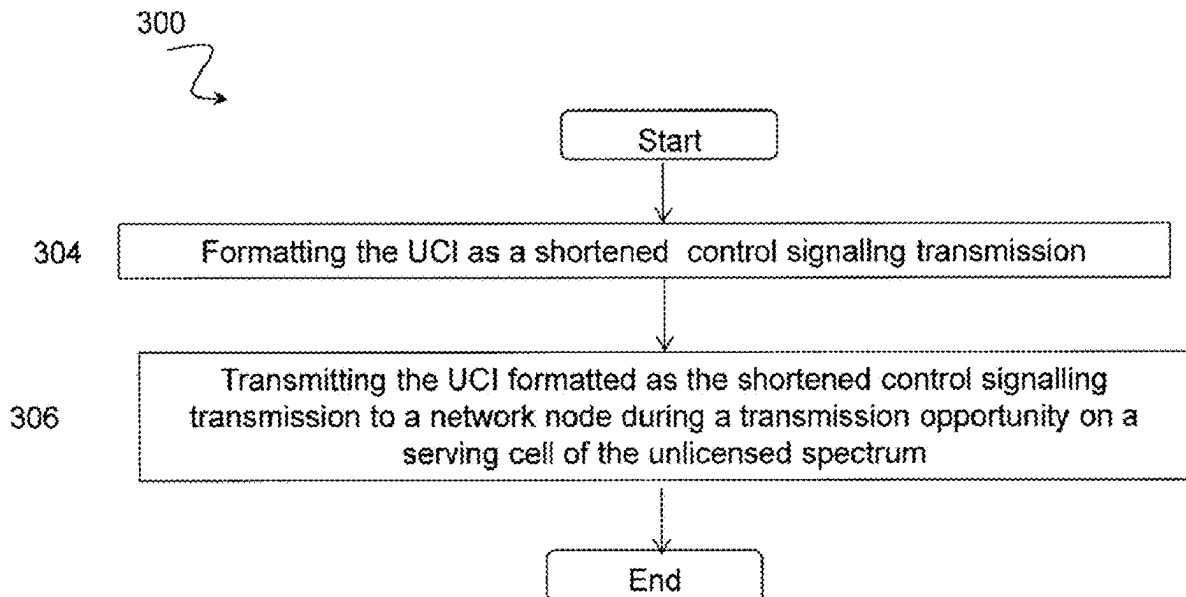 300
Start
304
Formatting the UCI as a shortened control signallng transmission
306
Transmitting the UCI formatted as the shortened control signalling
transmission to a network node during a transmission opportunity on a
serving cell of the unlicensed spectrum
End